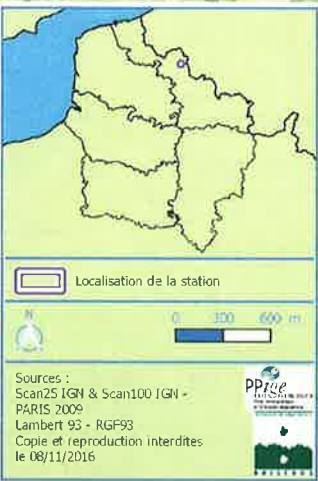 Localisation de la station
N
0 300 600 m
Sources :
Scan25 IGN & Scan100 IGN -
PARIS 2009
Lambert 93 - RGF93
Copie et reproduction interdites
le 08/11/2016
PPige
BAILLEUL